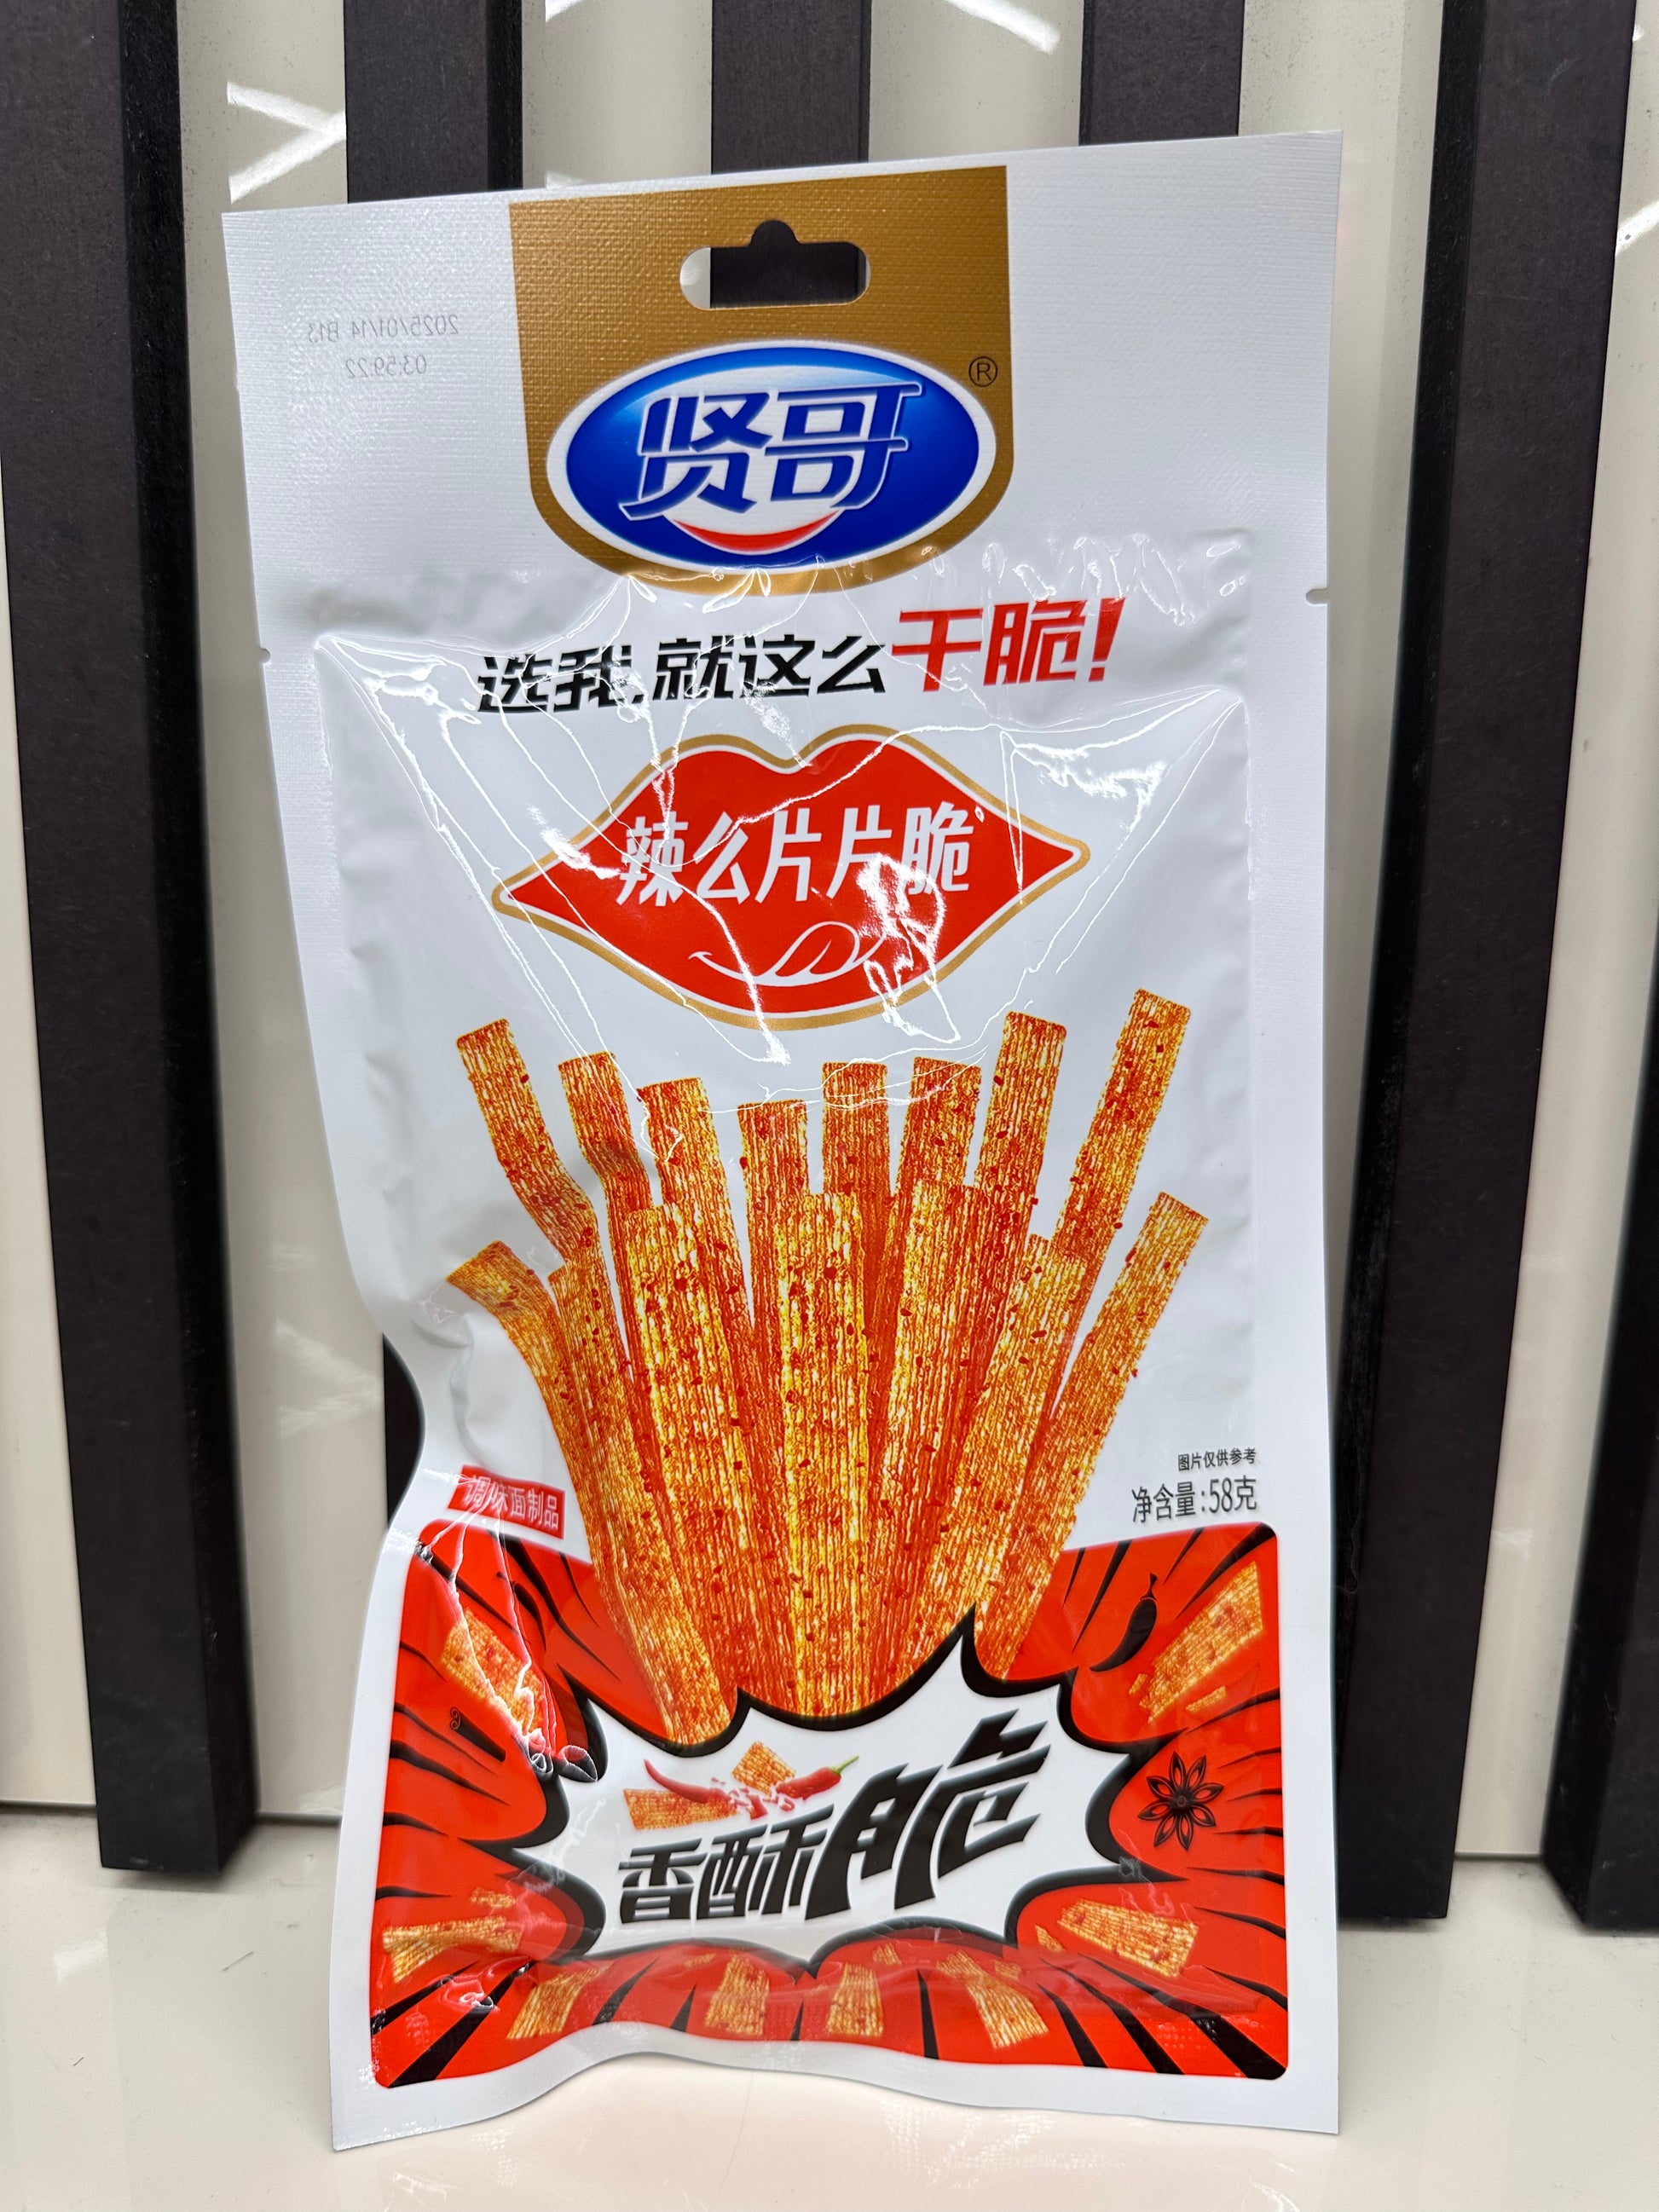 2025/01/14 B13
03:59:22
贤哥
®
选我,就这么干脆!
辣么片片脆
图片仅供参考
净含量:58克
调味面制品
香酥脆